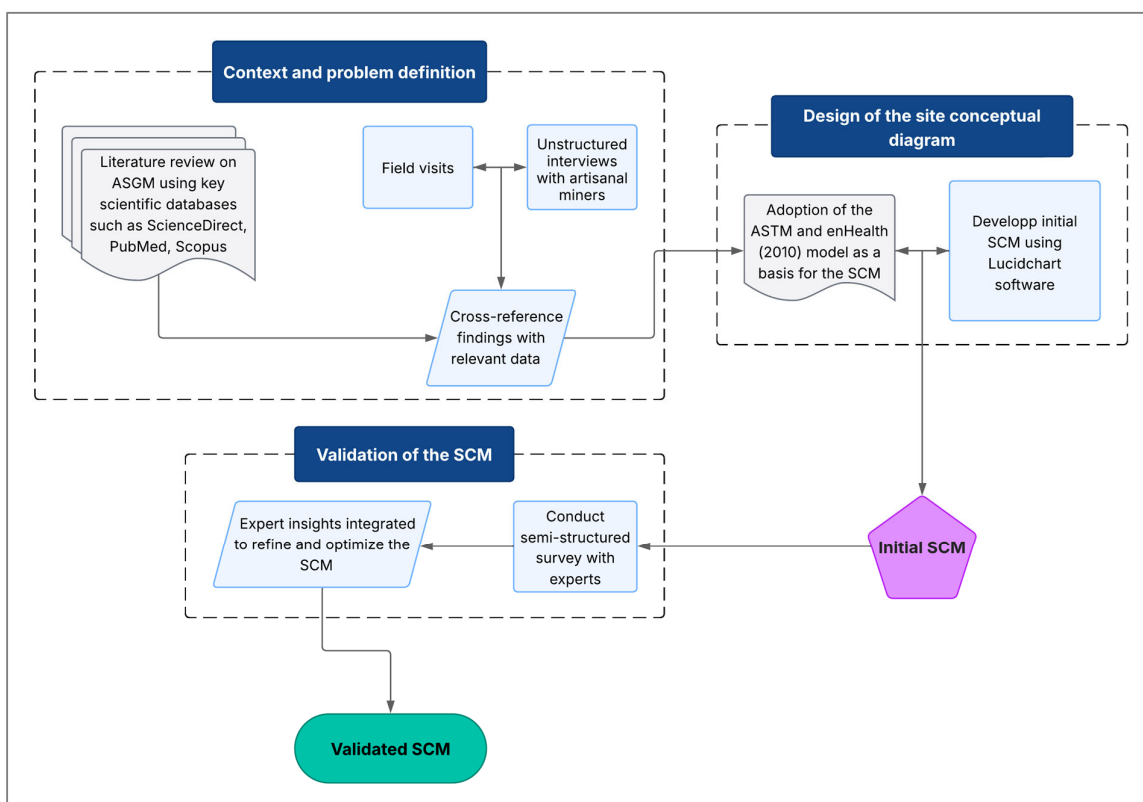 Context and problem definition
Literature review on
ASGM using key
scientific databases
such as ScienceDirect,
PubMed, Scopus
Field visits
Unstructured
interviews
with artisanal
miners
Cross-reference
findings with
relevant data
Design of the site conceptual
diagram
Adoption of the
ASTM and enHealth
(2010) model as a
basis for the SCM
Developp initial
SCM using
Lucidchart
software
Validation of the SCM
Expert insights integrated
to refine and optimize the
SCM
Conduct
semi-structured
survey with
experts
Initial SCM
Validated SCM